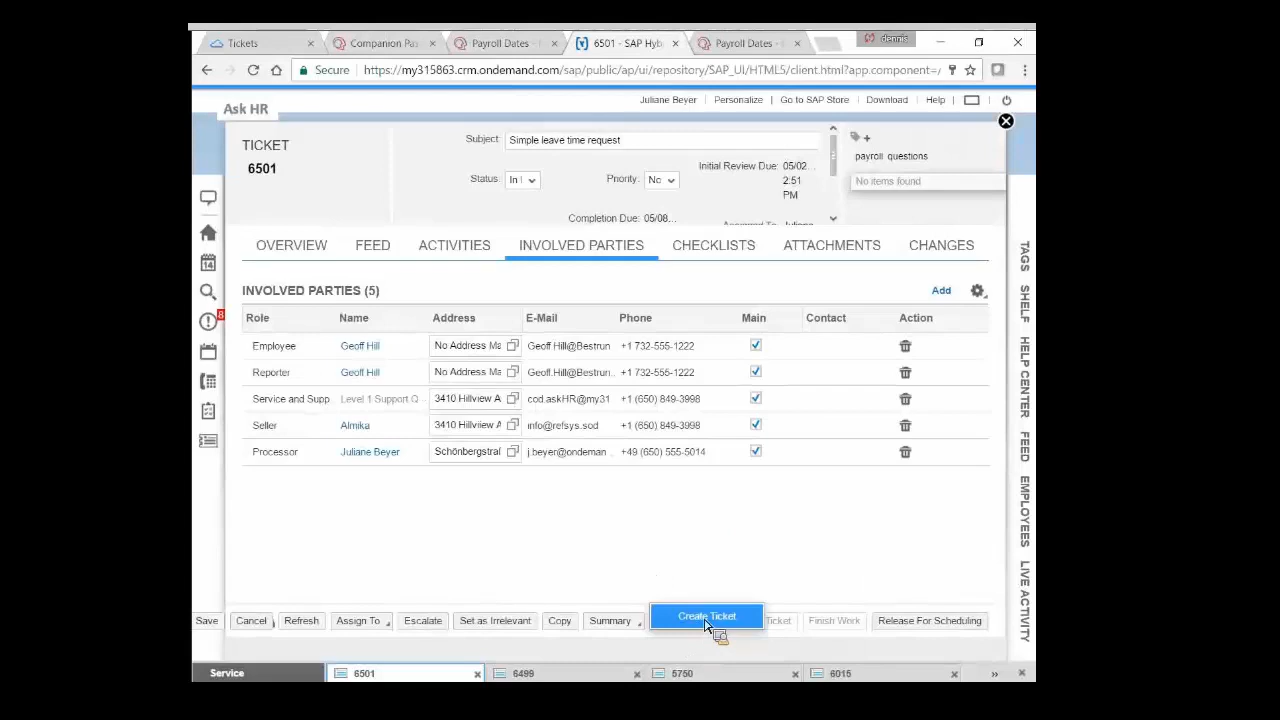 Tickets
Companion Pa
Payroll Dates -
6501 - SAP Hyb
Payroll Dates -
dennis
Secure
https://my315863.crm.ondemand.com/sap/public/ap/ui/repository/SAP_UI/HTML5/client.html?app.component=/
Juliane Beyer
Personalize
Go to SAP Store
Download
Help
Ask HR
TICKET
6501
Subject: Simple leave time request
Status: In
Priority: No
Initial Review Due: 05/02...
2:51
PM
Completion Due: 05/08...
Assigned To Juliane
payroll questions
No items found
OVERVIEW FEED ACTIVITIES INVOLVED PARTIES CHECKLISTS ATTACHMENTS CHANGES
14
8
INVOLVED PARTIES (5)
Add
Role Name Address E-Mail Phone Main Contact Action
Employee Geoff Hill No Address Ma Geoff.Hill@Bestrun +1 732-555-1222
Reporter Geoff Hill No Address Ma Geoff.Hill@Bestrun.. +1 732-555-1222
Service and Supp Level 1 Support Q.. 3410 Hillview A cod.askHR@my31 +1 (650) 849-3998
Seller Almika 3410 Hillview A info@refsys.sod +1 (650) 849-3998
Processor Juliane Beyer Schönbergstraf j.beyer@ondeman.. +49 (650) 555-5014
TAGS
SHELF
HELP CENTER
FEED
EMPLOYEES
LIVE ACTIVITY
Save Cancel Refresh Assign To Escalate Set as Irrelevant Copy Summary Create Ticket Ticket Finish Work Release For Scheduling
Service 6501 6499 5750 6015 »